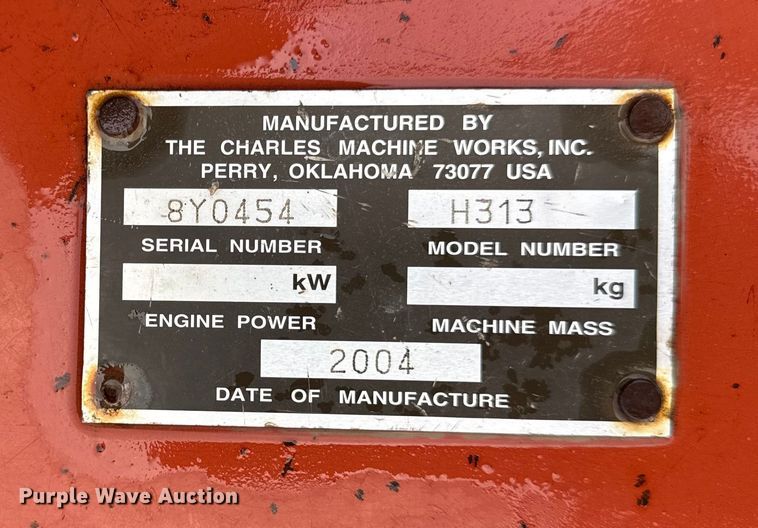 MANUFACTURED BY
THE CHARLES MACHINE WORKS, INC.
PERRY, OKLAHOMA 73077 USA
8Y0454 H313
SERIAL NUMBER MODEL NUMBER
kW kg
ENGINE POWER MACHINE MASS
2004
DATE OF MANUFACTURE
Purple Wave Auction